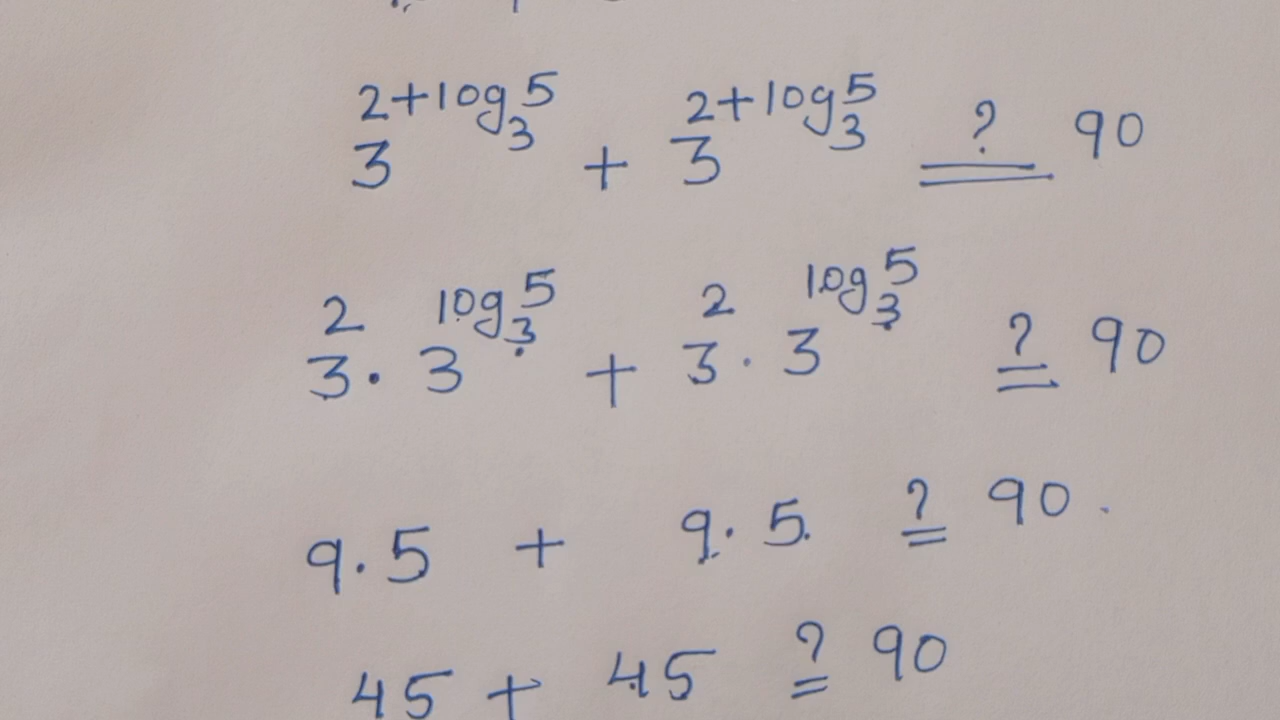 3^{2+log_3 5} + 3^{2+log_3 5} ?= 90
3^2 · 3^{log_3 5} + 3^2 · 3^{log_3 5} ?= 90
9.5 + 9.5 ?= 90.
45 + 45 ?= 90